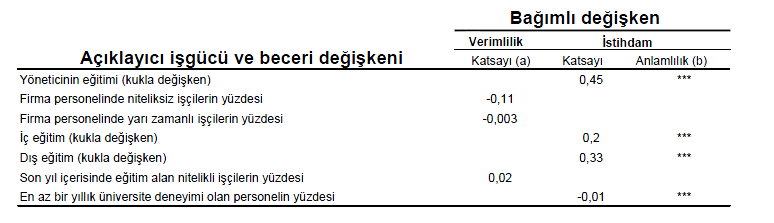 Bağımlı değişken
Verimlilik İstihdam
Açıklayıcı işgücü ve beceri değişkeni Katsayı (a) Katsayı Anlamlılık (b)
Yöneticinin eğitimi (kukla değişken) 0,45 ***
Firma personelinde niteliksiz işçilerin yüzdesi -0,11
Firma personelinde yarı zamanlı işçilerin yüzdesi -0,003
İç eğitim (kukla değişken) 0,2 ***
Dış eğitim (kukla değişken) 0,33 ***
Son yıl içerisinde eğitim alan nitelikli işçilerin yüzdesi 0,02
En az bir yıllık üniversite deneyimi olan personelin yüzdesi -0,01 ***